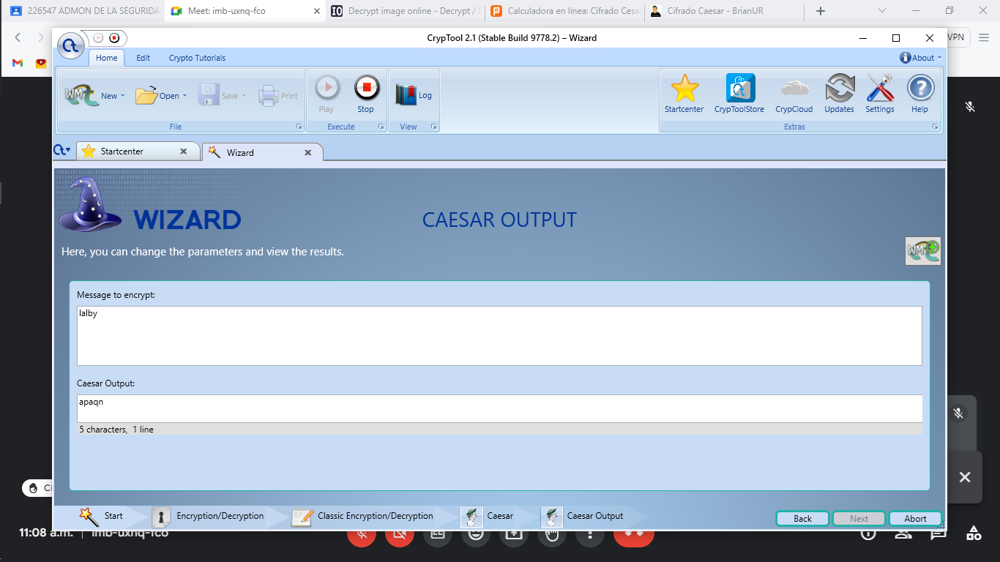 226547 ADMON DE LA SEGURIDA
Meet: imb-uxnq-fco
Decrypt image online - Decrypt /
Calculadora en línea: Cifrado Cesa
Cifrado Caesar - BrianUR
CrypTool 2.1 (Stable Build 9778.2) – Wizard
VPN
Home Edit Crypto Tutorials
About
New Open Save Print
Play Stop
Log
Startcenter CrypToolStore CrypCloud Updates Settings Help
File Execute View Extras
Startcenter Wizard
WIZARD
CAESAR OUTPUT
Here, you can change the parameters and view the results.
Message to encrypt:
lalby
Caesar Output:
apaqn
5 characters, 1 line
Start Encryption/Decryption Classic Encryption/Decryption Caesar Caesar Output
Back Next Abort
11:08 a.m. | imb-uxnq-fco